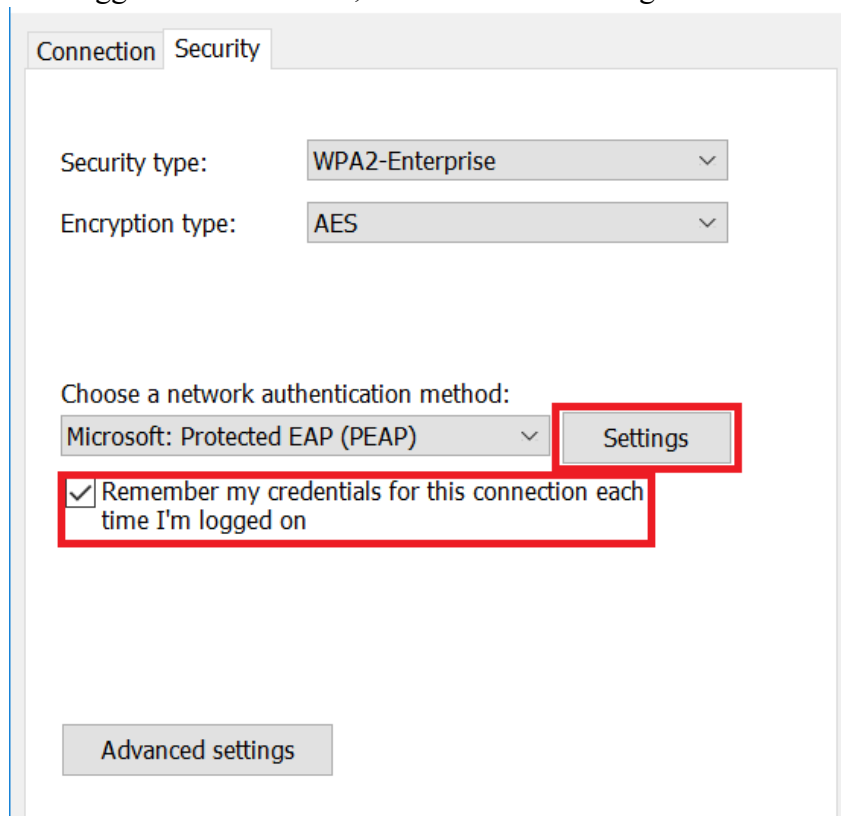 Connection Security
Security type: WPA2-Enterprise
Encryption type: AES
Choose a network authentication method:
Microsoft: Protected EAP (PEAP) Settings
Remember my credentials for this connection each
time I'm logged on
Advanced settings